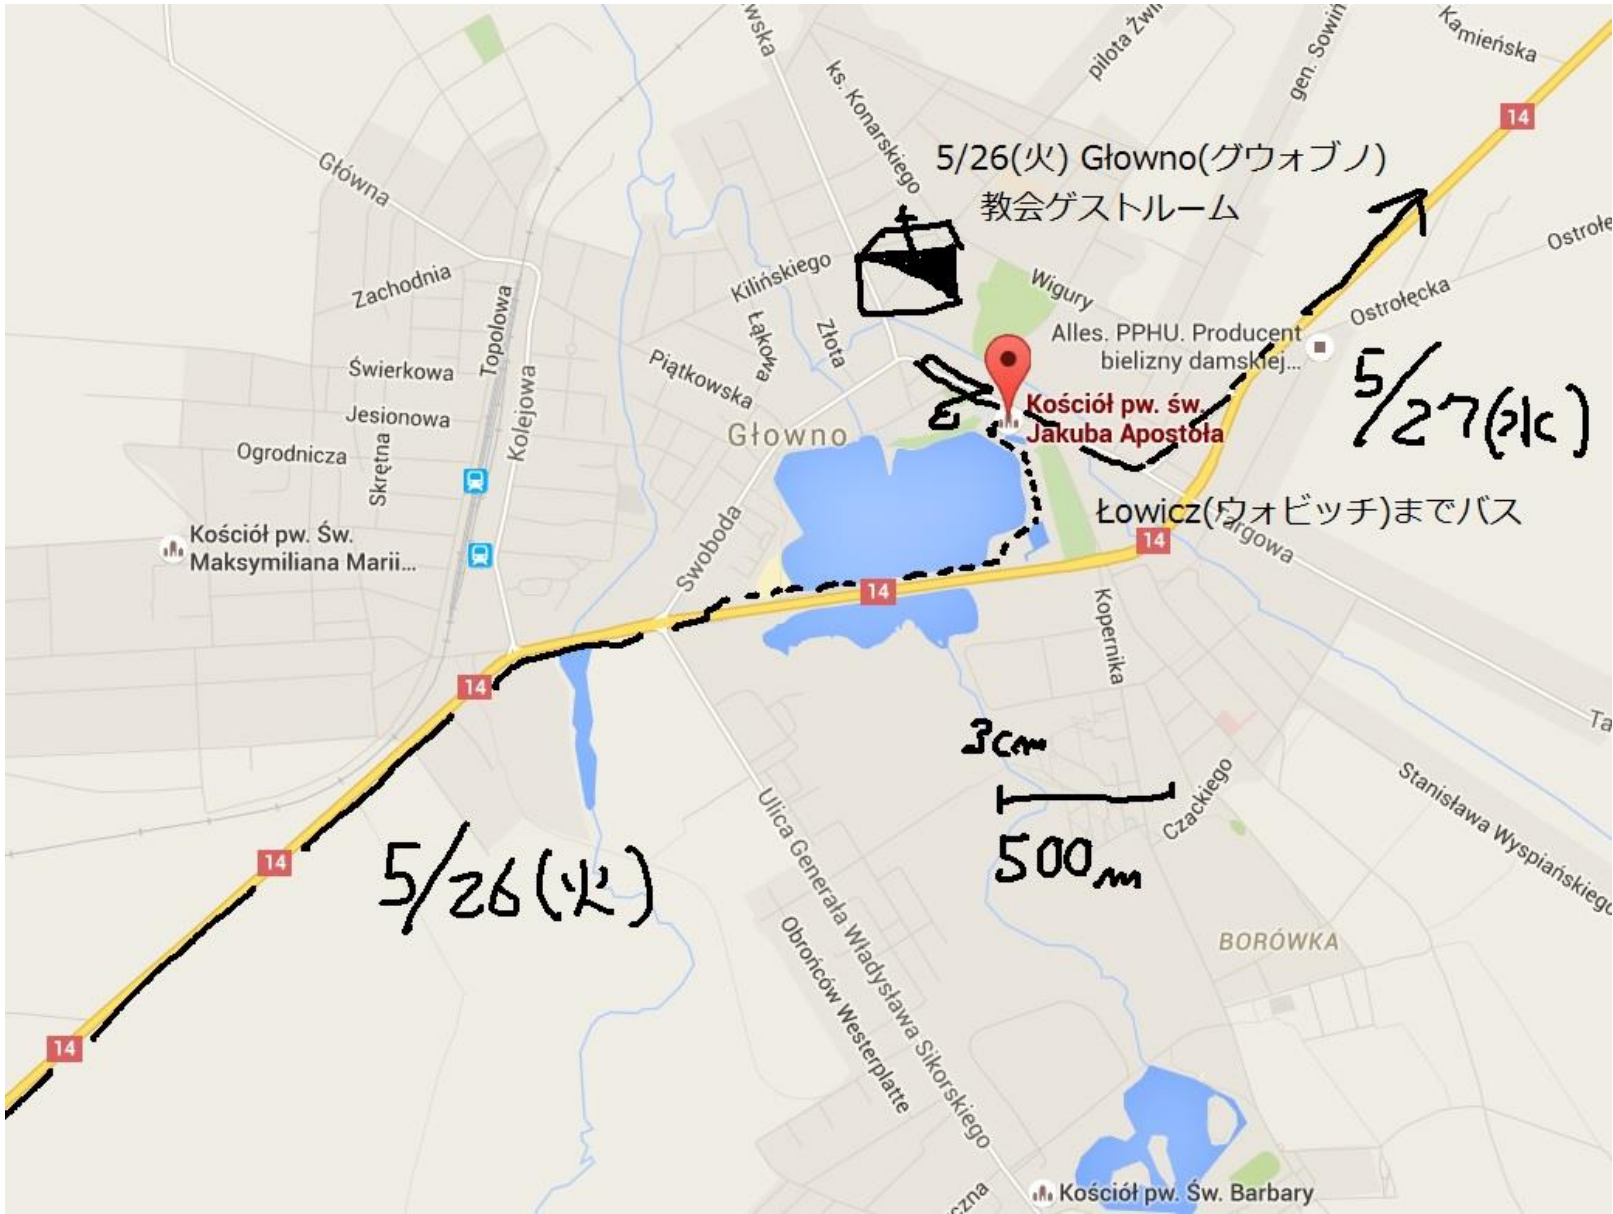 ks. Konarskiego
pilota Żwi
gen. Sowiń
Kamieńska
14
5/26(火) Głowno(グウォブノ)
教会ゲストルーム
Główna
Zachodnia
Topolowa
Kilińskiego
Łąkowa
Złota
Wigury
Ostrołę
Ostrołęcka
Alles. PPHU. Producent
bielizny damskiej...
Świerkowa
Piątkowska
Jesionowa
Kolejowa
Ogrodnicza
Skrętna
Głowno
Kościół pw. św.
Jakuba Apostoła
5/27(水)
Łowicz(ウォビッチ)までバス
Targowa
14
Kościół pw. Św.
Maksymiliana Marii...
Swoboda
14
Kopernika
14
3cm
500m
Czackiego
Stanisława Wyspiańskiego
Ta
14
5/26(火)
Ulica Generała Władysława Sikorskiego
Obrońców Westerplatte
BORÓWKA
14
Kościół pw. Św. Barbary
czna